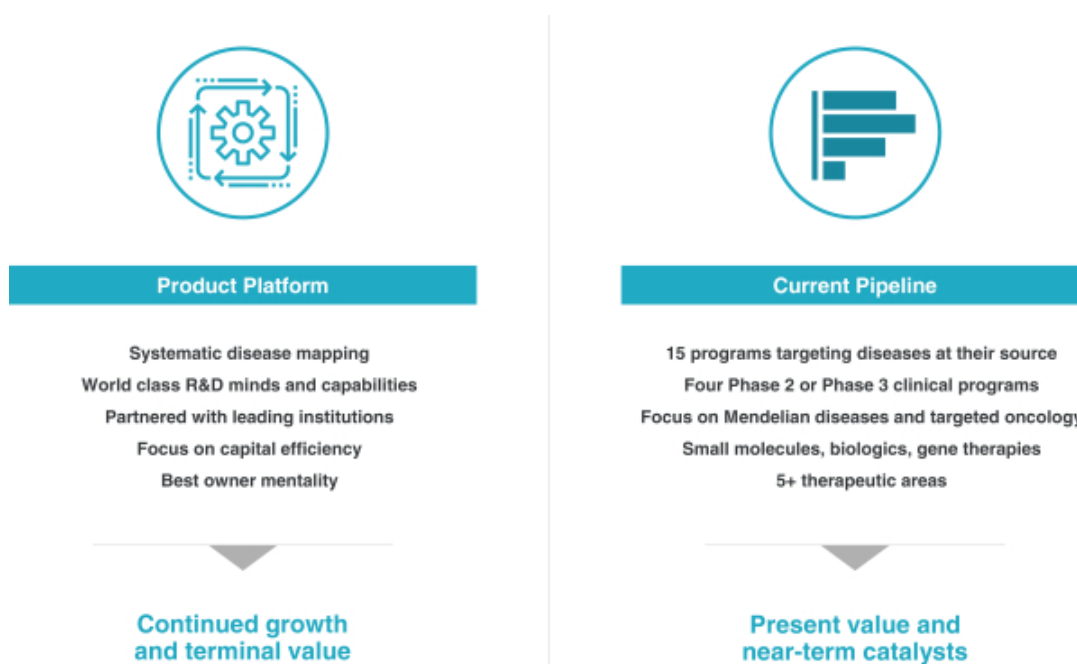 Product Platform
Systematic disease mapping
World class R&D minds and capabilities
Partnered with leading institutions
Focus on capital efficiency
Best owner mentality
Continued growth
and terminal value
Current Pipeline
15 programs targeting diseases at their source
Four Phase 2 or Phase 3 clinical programs
Focus on Mendelian diseases and targeted oncology
Small molecules, biologics, gene therapies
5+ therapeutic areas
Present value and
near-term catalysts